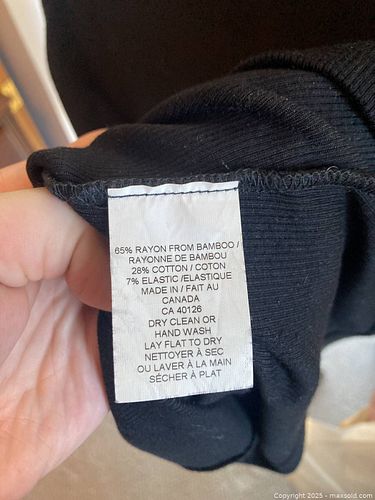 65% RAYON FROM BAMBOO /
RAYONNE DE BAMBOU
28% COTTON / COTON
7% ELASTIC /ELASTIQUE
MADE IN / FAIT AU
CANADA
CA 40126
DRY CLEAN OR
HAND WASH
LAY FLAT TO DRY
NETTOYER À SEC
OU LAVER À LA MAIN
SÉCHER À PLAT
Copyright 2025 - maxsold.com